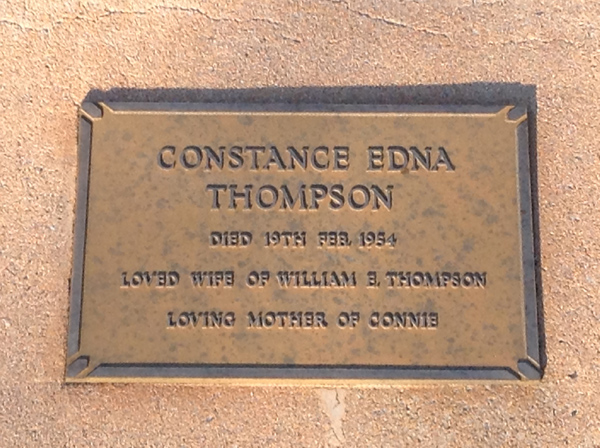 CONSTANCE EDNA
THOMPSON
DIED 19TH FEB. 1954
LOVED WIFE OF WILLIAM E. THOMPSON
LOVING MOTHER OF CONNIE